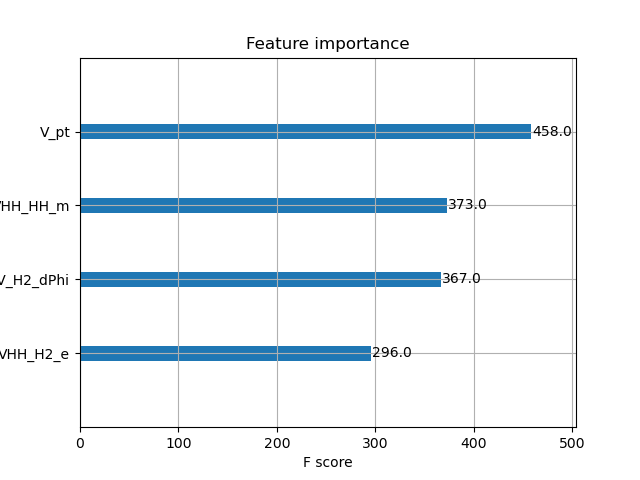 Feature importance
V_pt
458.0
VHH_HH_m
373.0
V_H2_dPhi
367.0
VHH_H2_e
296.0
0 100 200 300 400 500
F score